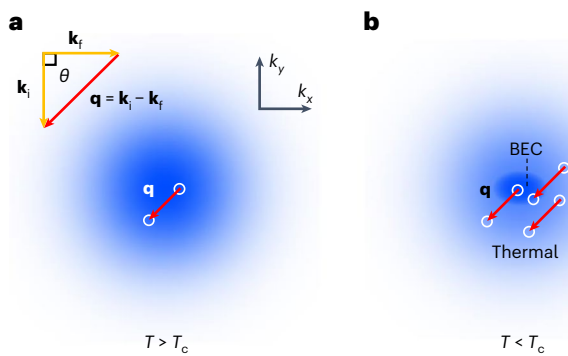 a
k_f
k_i
θ
q = k_i − k_f
k_y
k_x
q
T > T_c
b
BEC
q
Thermal
T < T_c